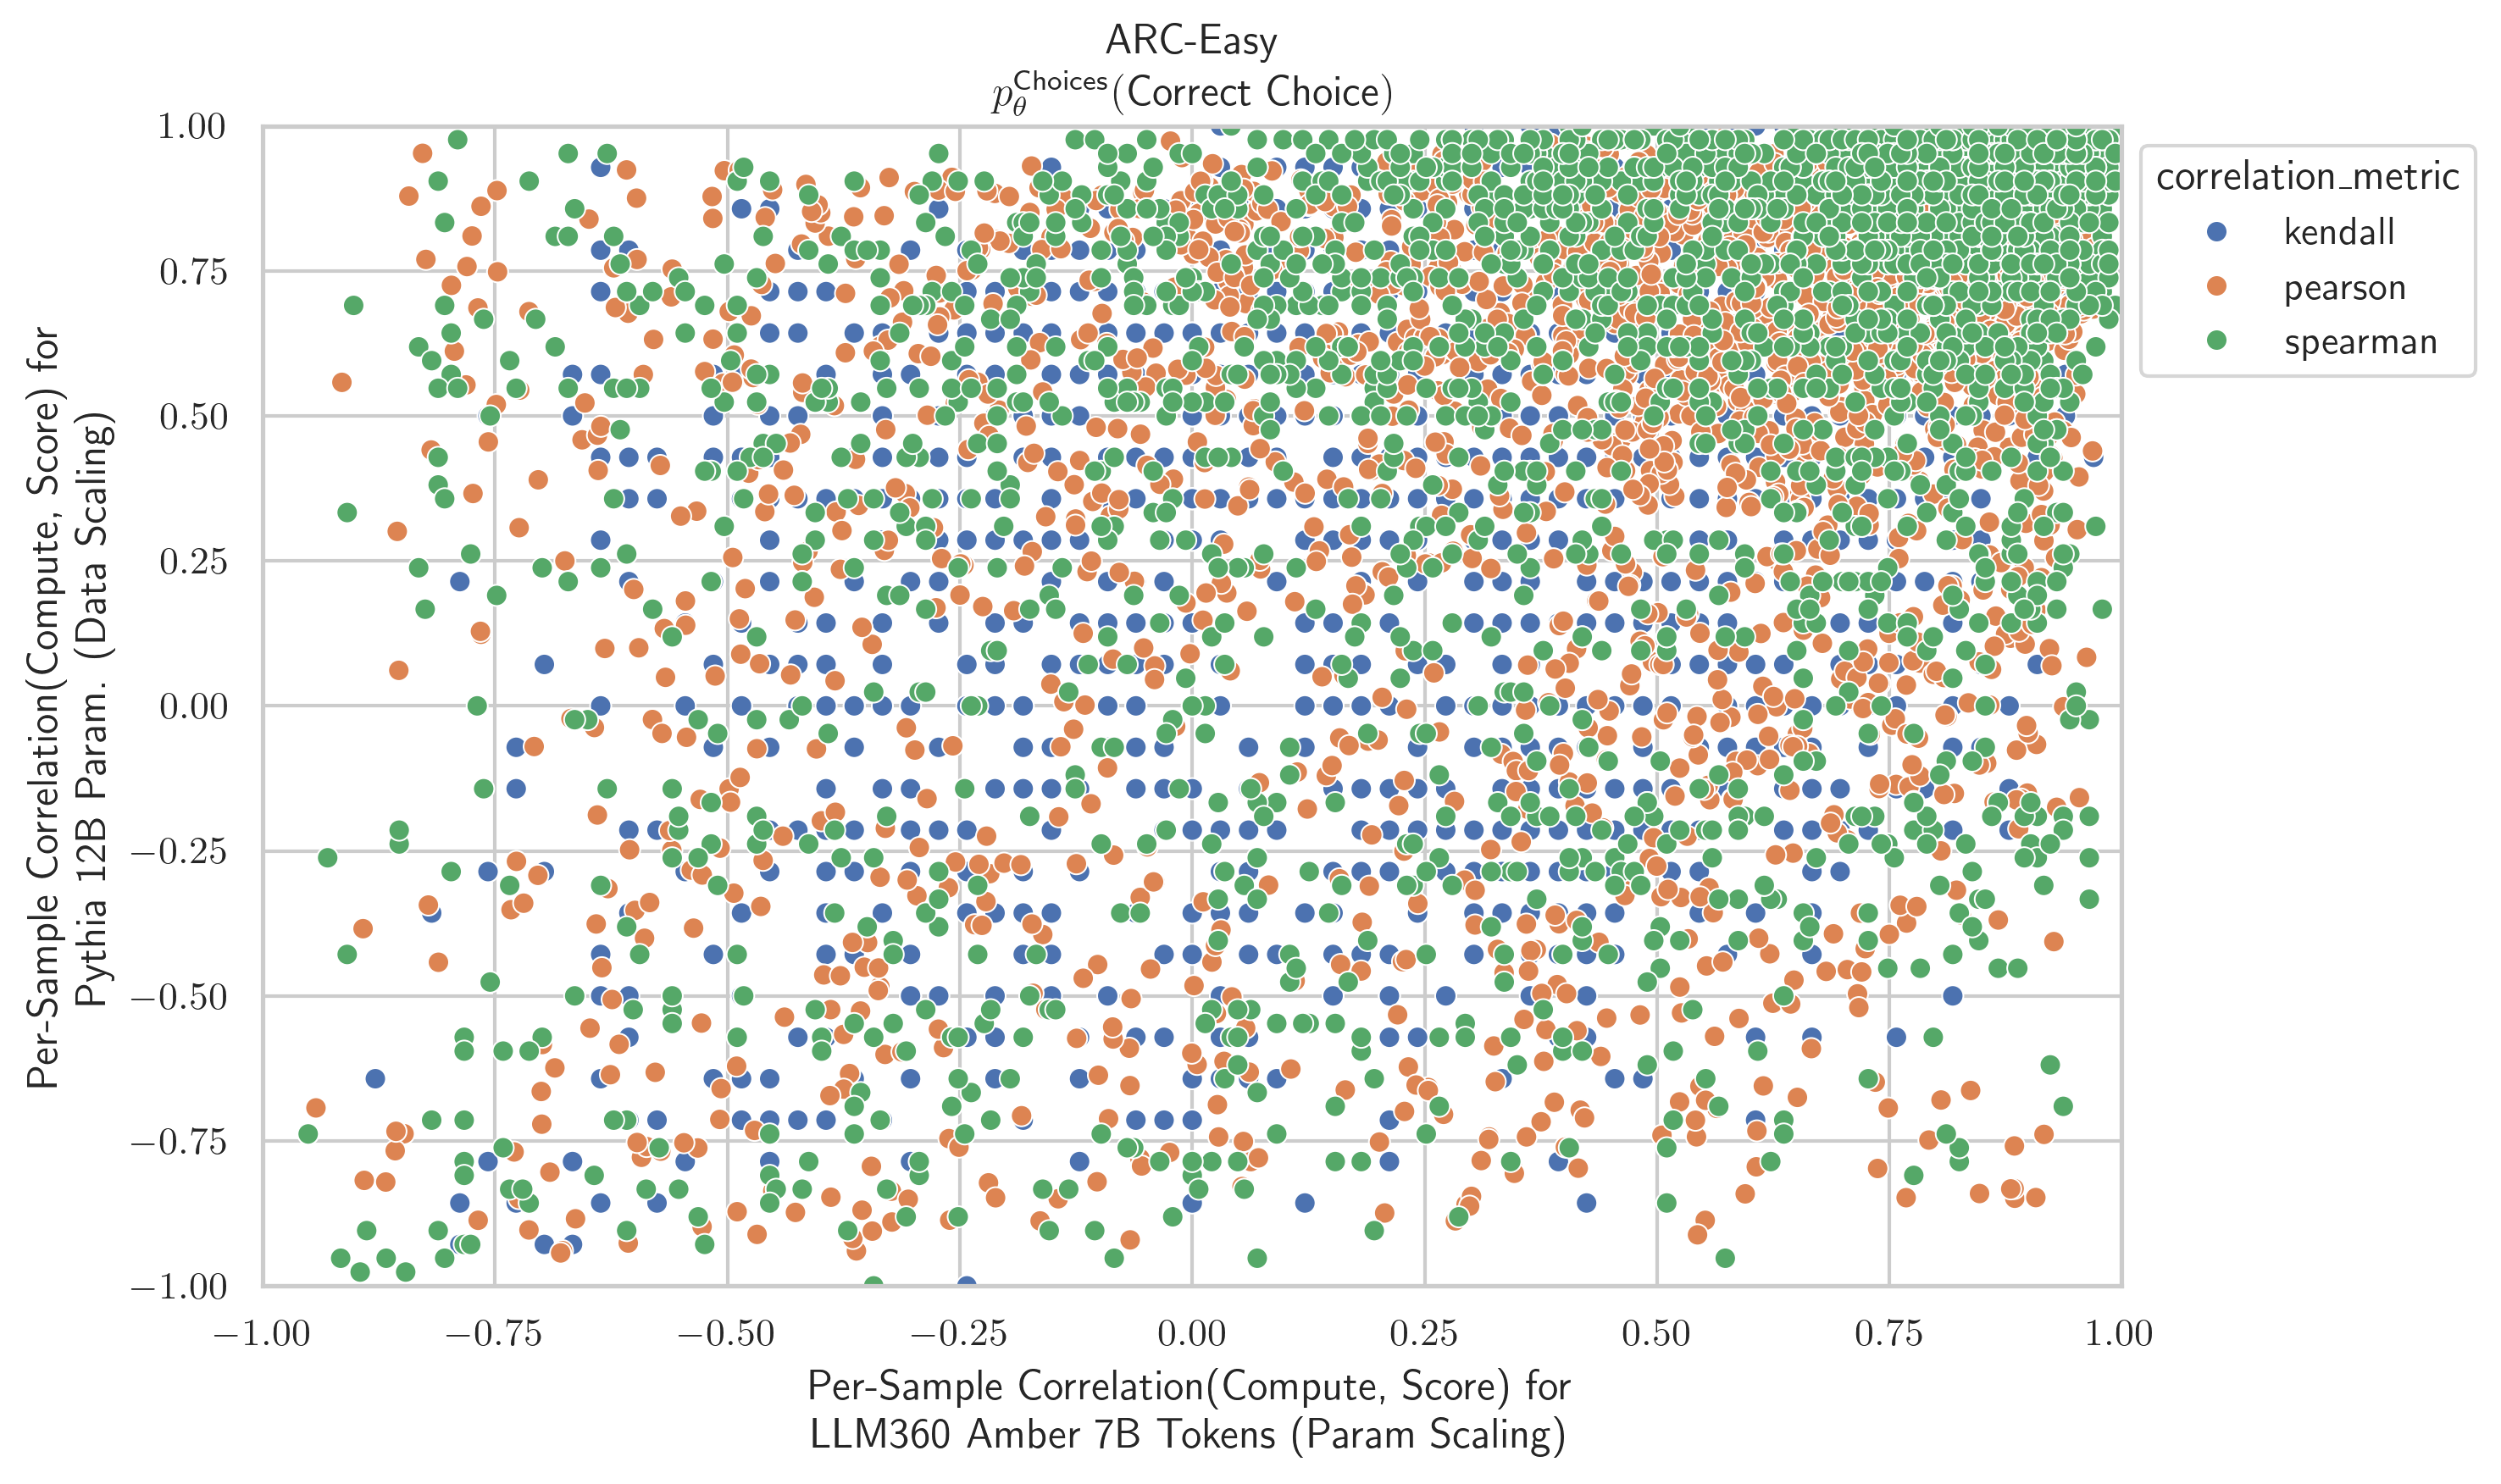 ARC-Easy
p_θ^Choices(Correct Choice)
1.00
0.75
0.50
0.25
0.00
−0.25
−0.50
−0.75
−1.00
Per-Sample Correlation(Compute, Score) for
Pythia 12B Param. (Data Scaling)
correlation_metric
kendall
pearson
spearman
−1.00 −0.75 −0.50 −0.25 0.00 0.25 0.50 0.75 1.00
Per-Sample Correlation(Compute, Score) for
LLM360 Amber 7B Tokens (Param Scaling)